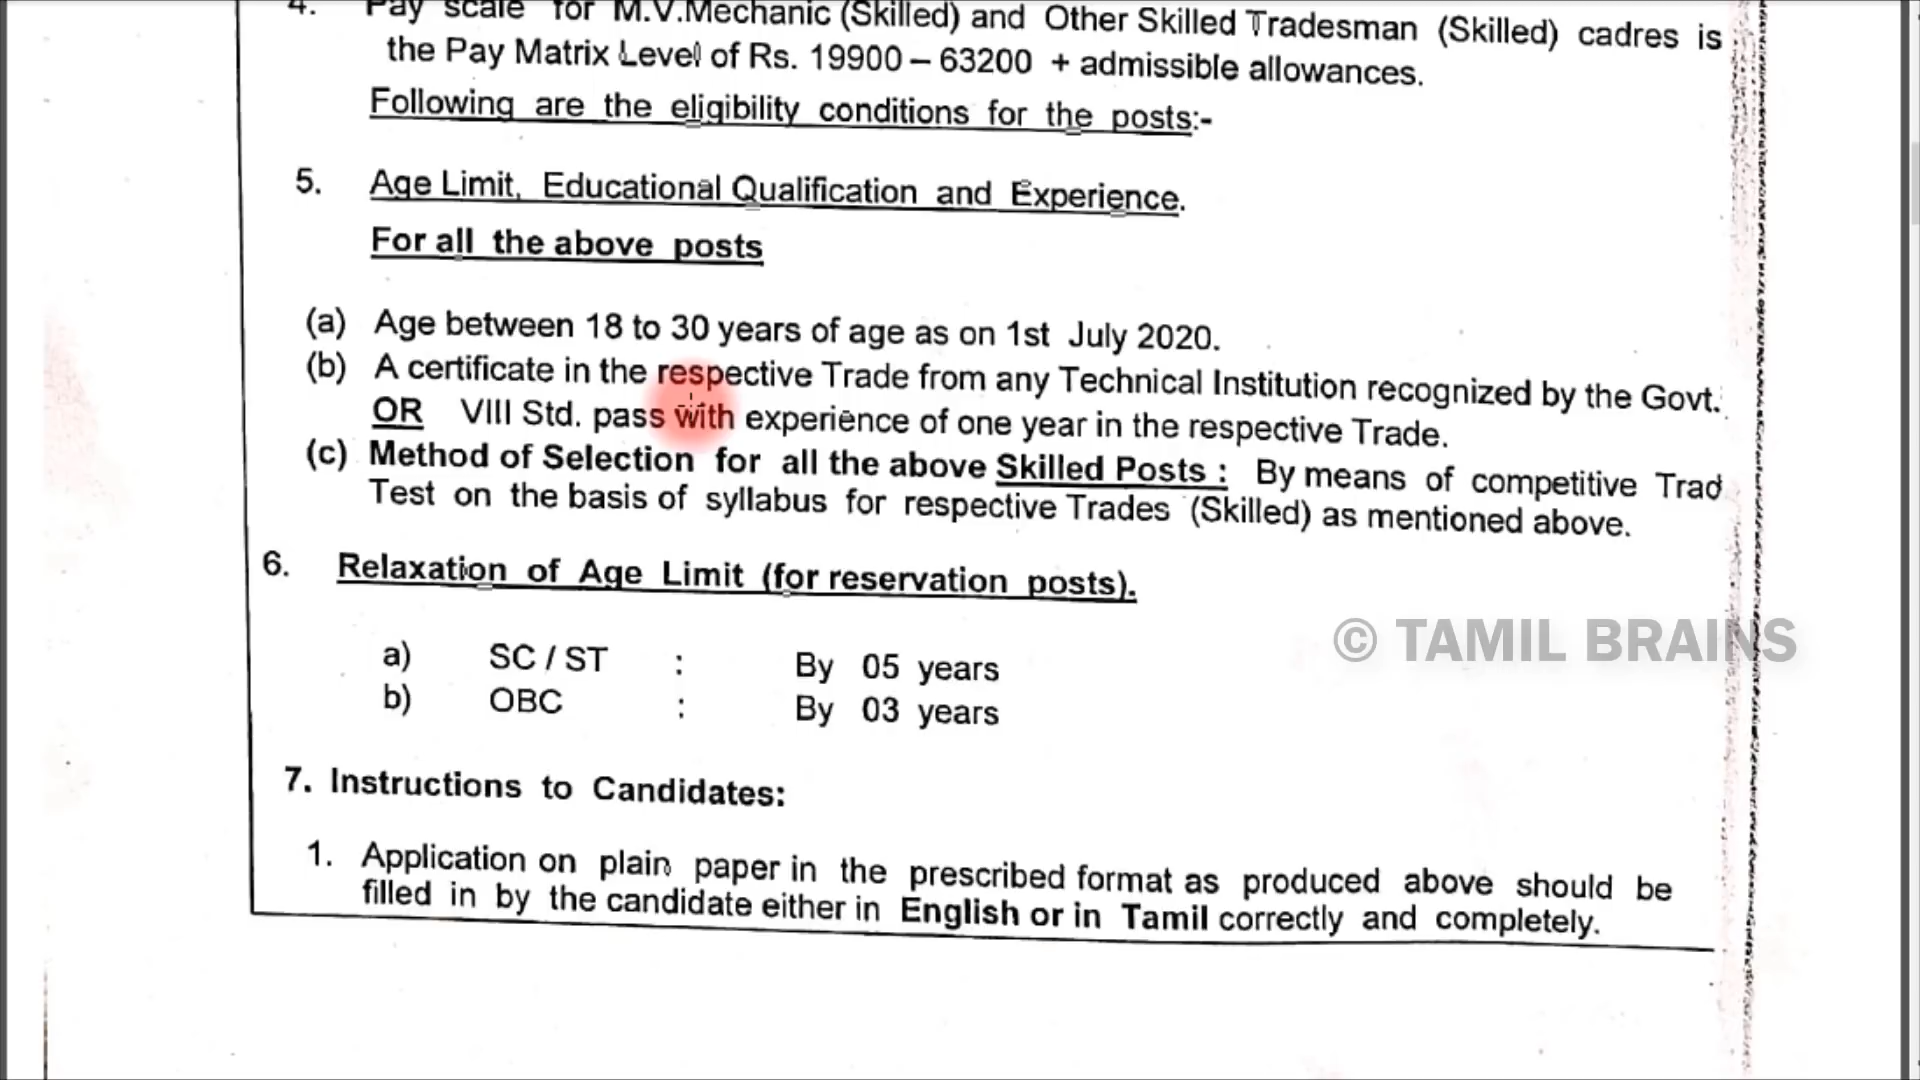 4. Pay scale for M.V.Mechanic (Skilled) and Other Skilled Tradesman (Skilled) cadres is
the Pay Matrix Level of Rs. 19900 – 63200 + admissible allowances.
Following are the eligibility conditions for the posts:-
5. Age Limit, Educational Qualification and Experience.
For all the above posts
(a) Age between 18 to 30 years of age as on 1st July 2020.
(b) A certificate in the respective Trade from any Technical Institution recognized by the Govt.
OR VIII Std. pass with experience of one year in the respective Trade.
(c) Method of Selection for all the above Skilled Posts : By means of competitive Trad
Test on the basis of syllabus for respective Trades (Skilled) as mentioned above.
6. Relaxation of Age Limit (for reservation posts).
© TAMIL BRAINS
a) SC / ST : By 05 years
b) OBC : By 03 years
7. Instructions to Candidates:
1. Application on plain paper in the prescribed format as produced above should be
filled in by the candidate either in English or in Tamil correctly and completely.